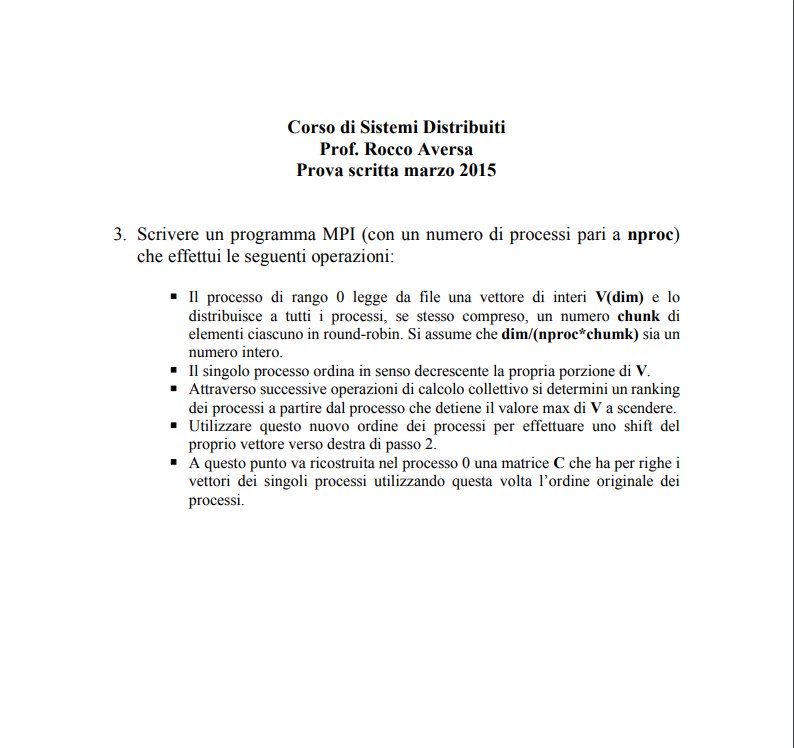 Corso di Sistemi Distribuiti
Prof. Rocco Aversa
Prova scritta marzo 2015
3. Scrivere un programma MPI (con un numero di processi pari a nproc)
che effettui le seguenti operazioni:
▪ Il processo di rango 0 legge da file una vettore di interi V(dim) e lo
distribuisce a tutti i processi, se stesso compreso, un numero chunk di
elementi ciascuno in round-robin. Si assume che dim/(nproc*chumk) sia un
numero intero.
▪ Il singolo processo ordina in senso decrescente la propria porzione di V.
▪ Attraverso successive operazioni di calcolo collettivo si determini un ranking
dei processi a partire dal processo che detiene il valore max di V a scendere.
▪ Utilizzare questo nuovo ordine dei processi per effettuare uno shift del
proprio vettore verso destra di passo 2.
▪ A questo punto va ricostruita nel processo 0 una matrice C che ha per righe i
vettori dei singoli processi utilizzando questa volta l’ordine originale dei
processi.